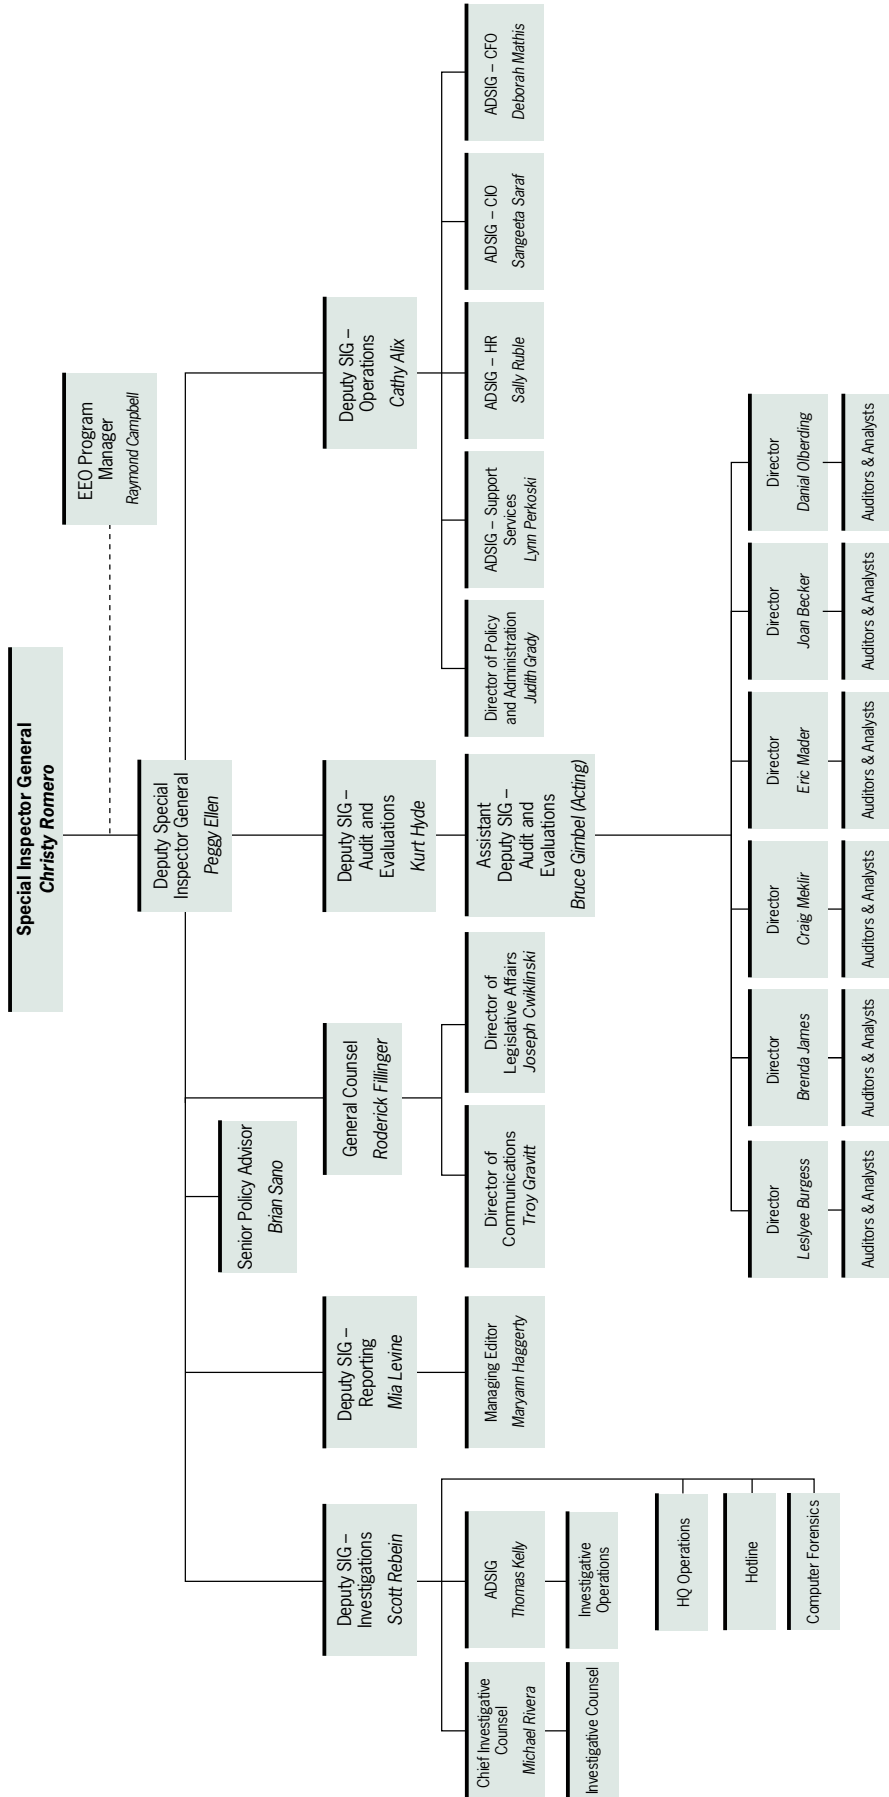 Special Inspector General
Christy Romero
EEO Program
Manager
Raymond Campbell
Deputy Special
Inspector General
Peggy Ellen
Senior Policy Advisor
Brian Sano
Deputy SIG –
Investigations
Scott Rebein
Deputy SIG –
Reporting
Mia Levine
General Counsel
Roderick Fillinger
Deputy SIG –
Audit and
Evaluations
Kurt Hyde
Deputy SIG –
Operations
Cathy Alix
Chief Investigative
Counsel
Michael Rivera
ADSIG
Thomas Kelly
Managing Editor
Maryann Haggerty
Director of
Communications
Troy Gravitt
Director of
Legislative Affairs
Joseph Cwiklinski
Assistant
Deputy SIG –
Audit and
Evaluations
Bruce Gimbel (Acting)
Director of Policy
and Administration
Judith Grady
ADSIG – Support
Services
Lynn Perkoski
ADSIG – HR
Sally Ruble
ADSIG – CIO
Sangeeta Saraf
ADSIG – CFO
Deborah Mathis
Investigative Counsel
Investigative
Operations
HQ Operations
Hotline
Computer Forensics
Director
Leslyee Burgess
Director
Brenda James
Director
Craig Meklir
Director
Eric Mader
Director
Joan Becker
Director
Danial Olberding
Auditors & Analysts
Auditors & Analysts
Auditors & Analysts
Auditors & Analysts
Auditors & Analysts
Auditors & Analysts